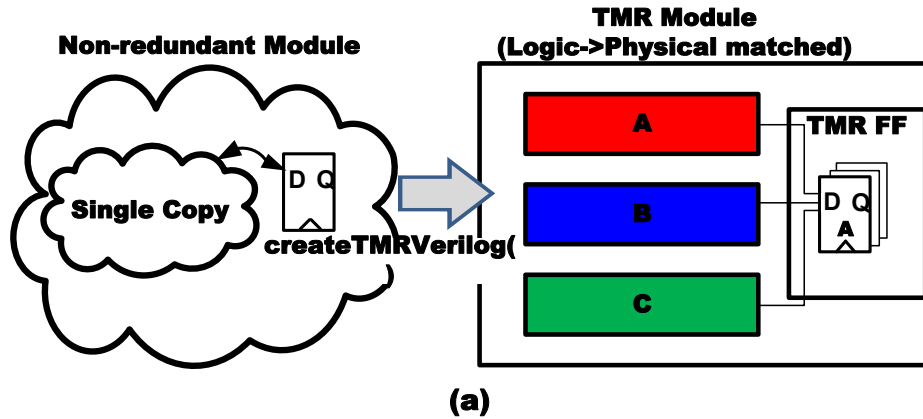 Non-redundant Module
Single Copy
D Q
createTMRVerilog(
TMR Module
(Logic->Physical matched)
A
B
C
TMR FF
D Q
A
(a)